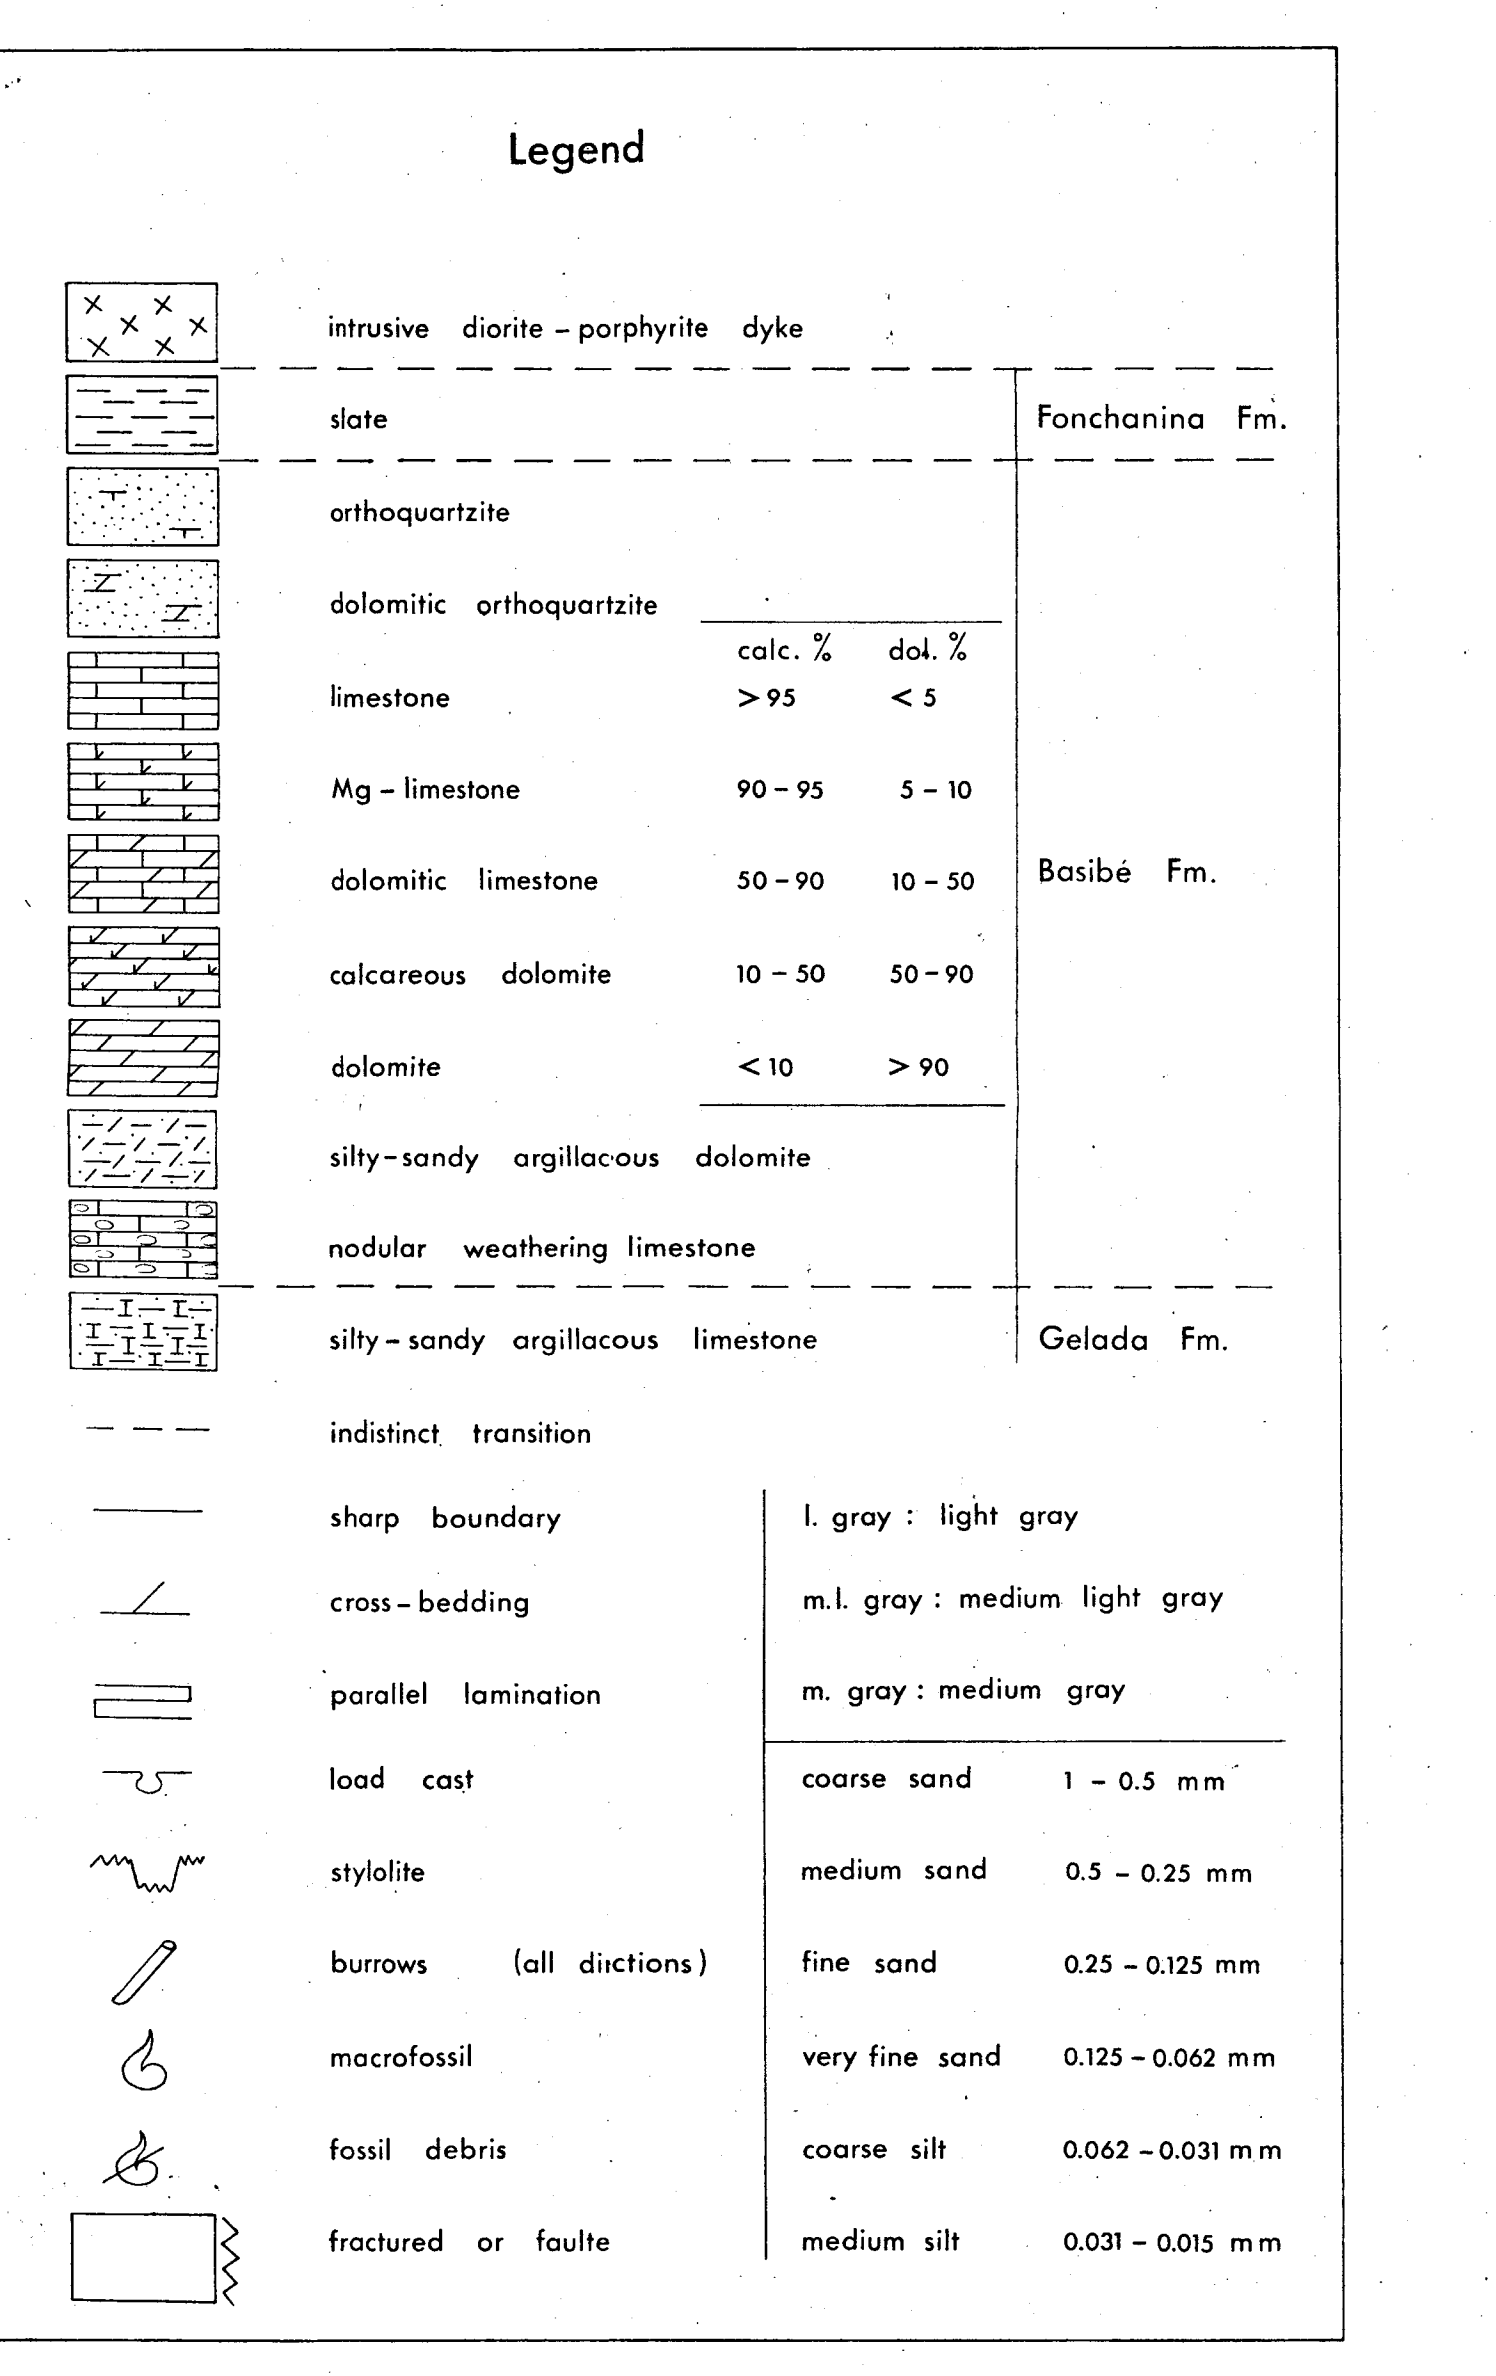 Legend
intrusive diorite - porphyrite dyke
slate Fonchanina Fm.
orthoquartzite
dolomitic orthoquartzite
calc. % dol. %
limestone > 95 < 5
Mg - limestone 90 - 95 5 - 10
dolomitic limestone 50 - 90 10 - 50
Basibé Fm.
calcareous dolomite 10 - 50 50 - 90
dolomite < 10 > 90
silty - sandy argillacous dolomite
nodular weathering limestone
silty - sandy argillacous limestone Gelada Fm.
indistinct transition
sharp boundary l. gray : light gray
cross - bedding m.l. gray : medium light gray
parallel lamination m. gray : medium gray
load cast coarse sand 1 - 0.5 mm
stylolite medium sand 0.5 - 0.25 mm
burrows (all dirctions) fine sand 0.25 - 0.125 mm
macrofossil very fine sand 0.125 - 0.062 mm
fossil debris coarse silt 0.062 - 0.031 mm
fractured or faulte medium silt 0.031 - 0.015 mm